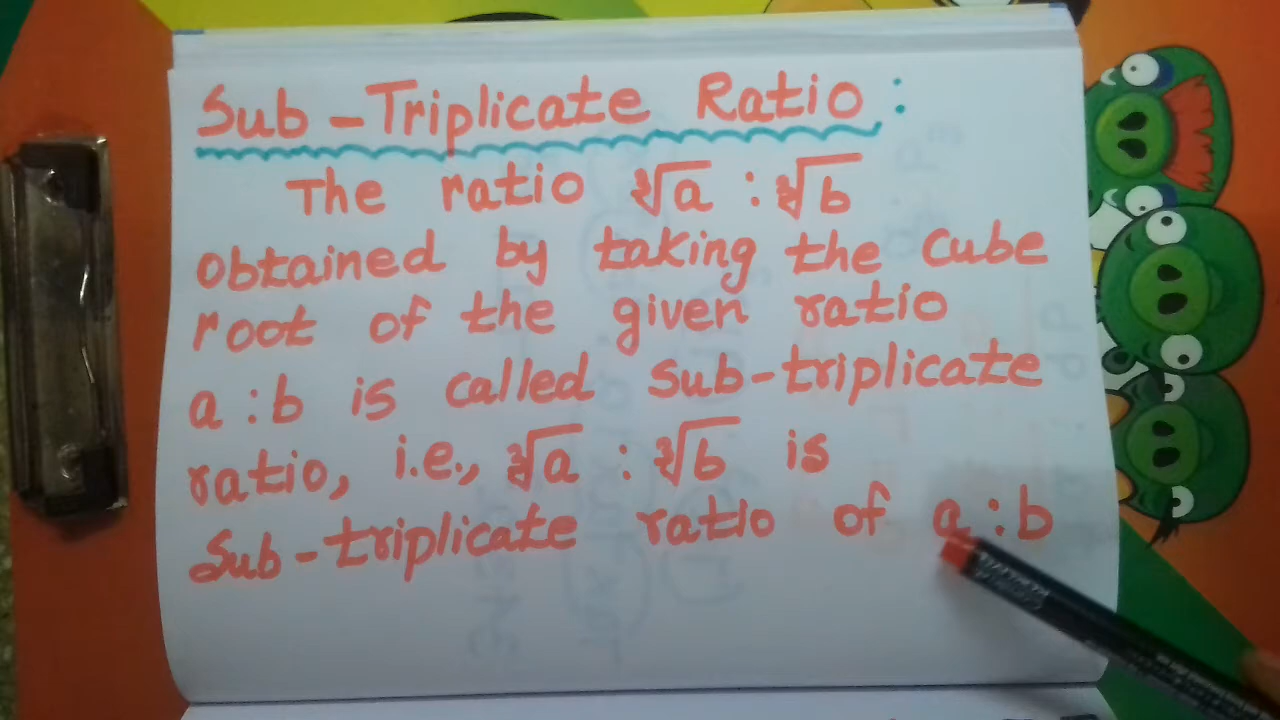 Sub-Triplicate Ratio :
The ratio ∛a : ∛b
obtained by taking the Cube
root of the given ratio
a : b is called Sub-triplicate
ratio, i.e., ∛a : ∛b is
Sub-triplicate ratio of a : b